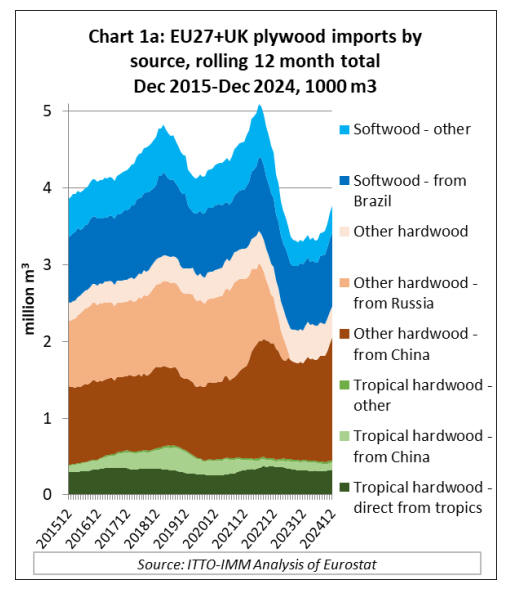 Chart 1a: EU27+UK plywood imports by
source, rolling 12 month total
Dec 2015-Dec 2024, 1000 m3
5
4
3
2
1
0
million m³
201512
201612
201712
201812
201912
202012
202112
202212
202312
202412
Softwood - other
Softwood - from
Brazil
Other hardwood
Other hardwood -
from Russia
Other hardwood -
from China
Tropical hardwood -
other
Tropical hardwood -
from China
Tropical hardwood -
direct from tropics
Source: ITTO-IMM Analysis of Eurostat